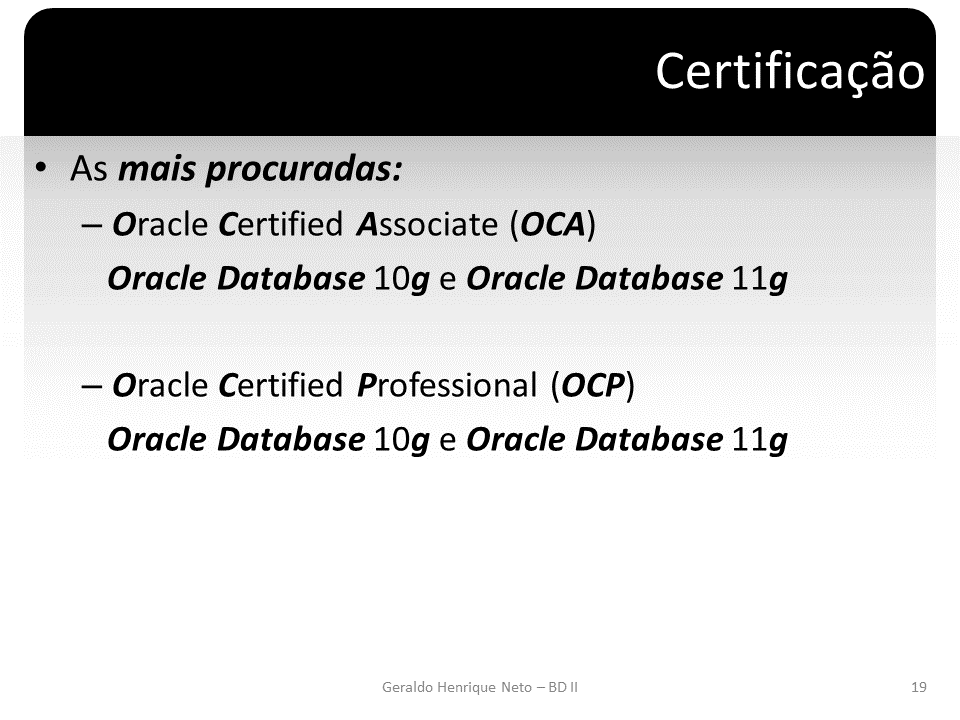 Certificação
• As mais procuradas:
– Oracle Certified Associate (OCA)
Oracle Database 10g e Oracle Database 11g
– Oracle Certified Professional (OCP)
Oracle Database 10g e Oracle Database 11g
Geraldo Henrique Neto – BD II
19